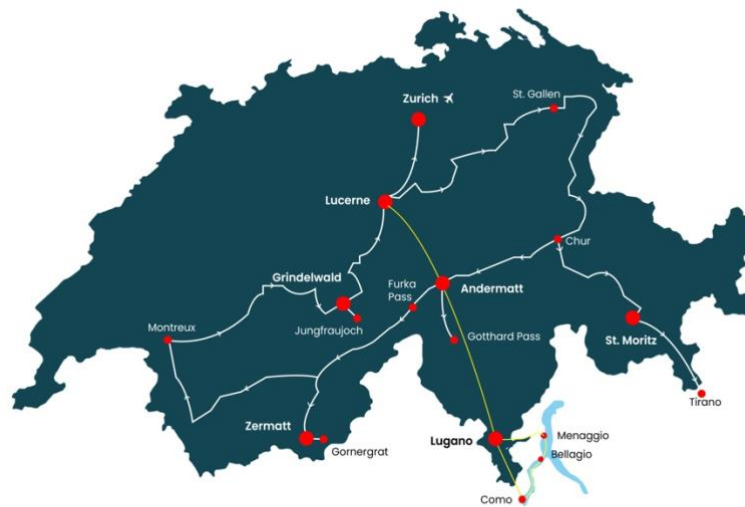 Zurich
St. Gallen
Lucerne
Chur
Grindelwald
Furka
Pass
Andermatt
Montreux
Jungfraujoch
Gotthard Pass
St. Moritz
Tirano
Zermatt
Gornergrat
Lugano
Menaggio
Bellagio
Como